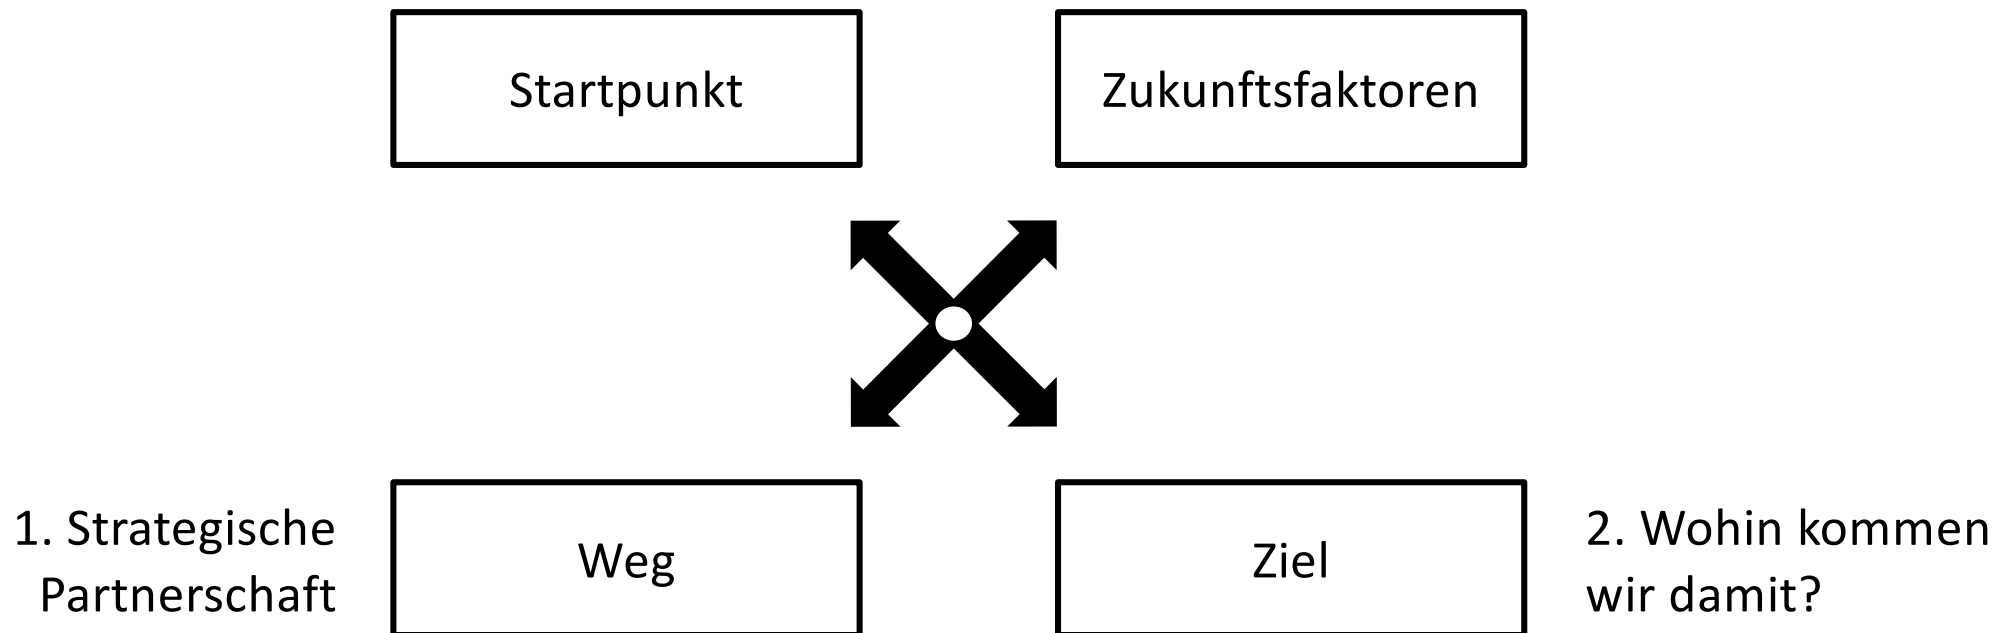 Startpunkt
Zukunftsfaktoren
1. Strategische
Partnerschaft
Weg
Ziel
2. Wohin kommen
wir damit?